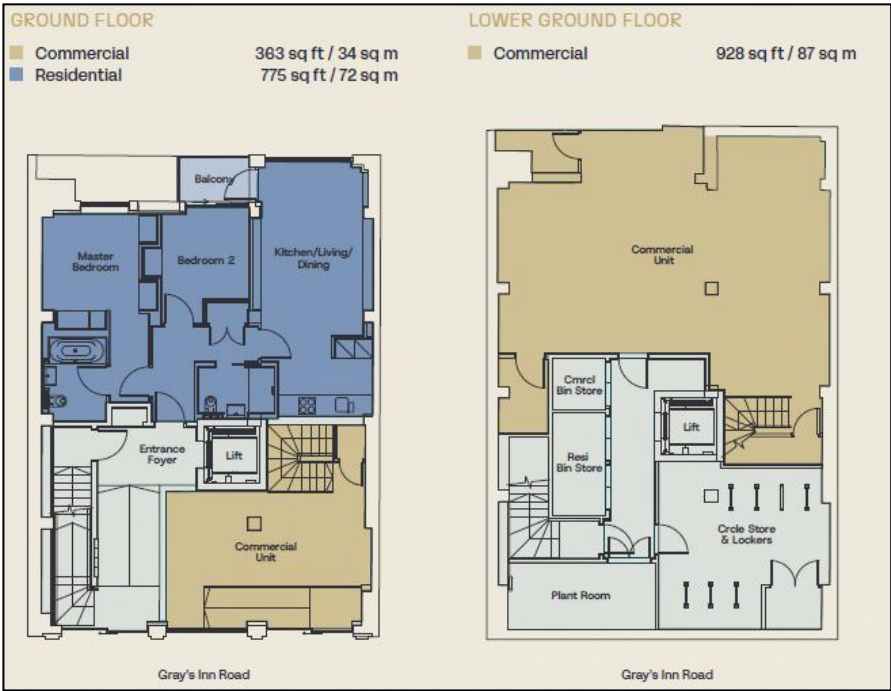 GROUND FLOOR
Commercial 363 sq ft / 34 sq m
Residential 775 sq ft / 72 sq m
Balcony
Master
Bedroom
Bedroom 2
Kitchen/Living/
Dining
Entrance
Foyer
Lift
Commercial
Unit
Gray's Inn Road
LOWER GROUND FLOOR
Commercial 928 sq ft / 87 sq m
Commercial
Unit
Cmrcl
Bin Store
Resi
Bin Store
Lift
Crcle Store
& Lockers
Plant Room
Gray's Inn Road